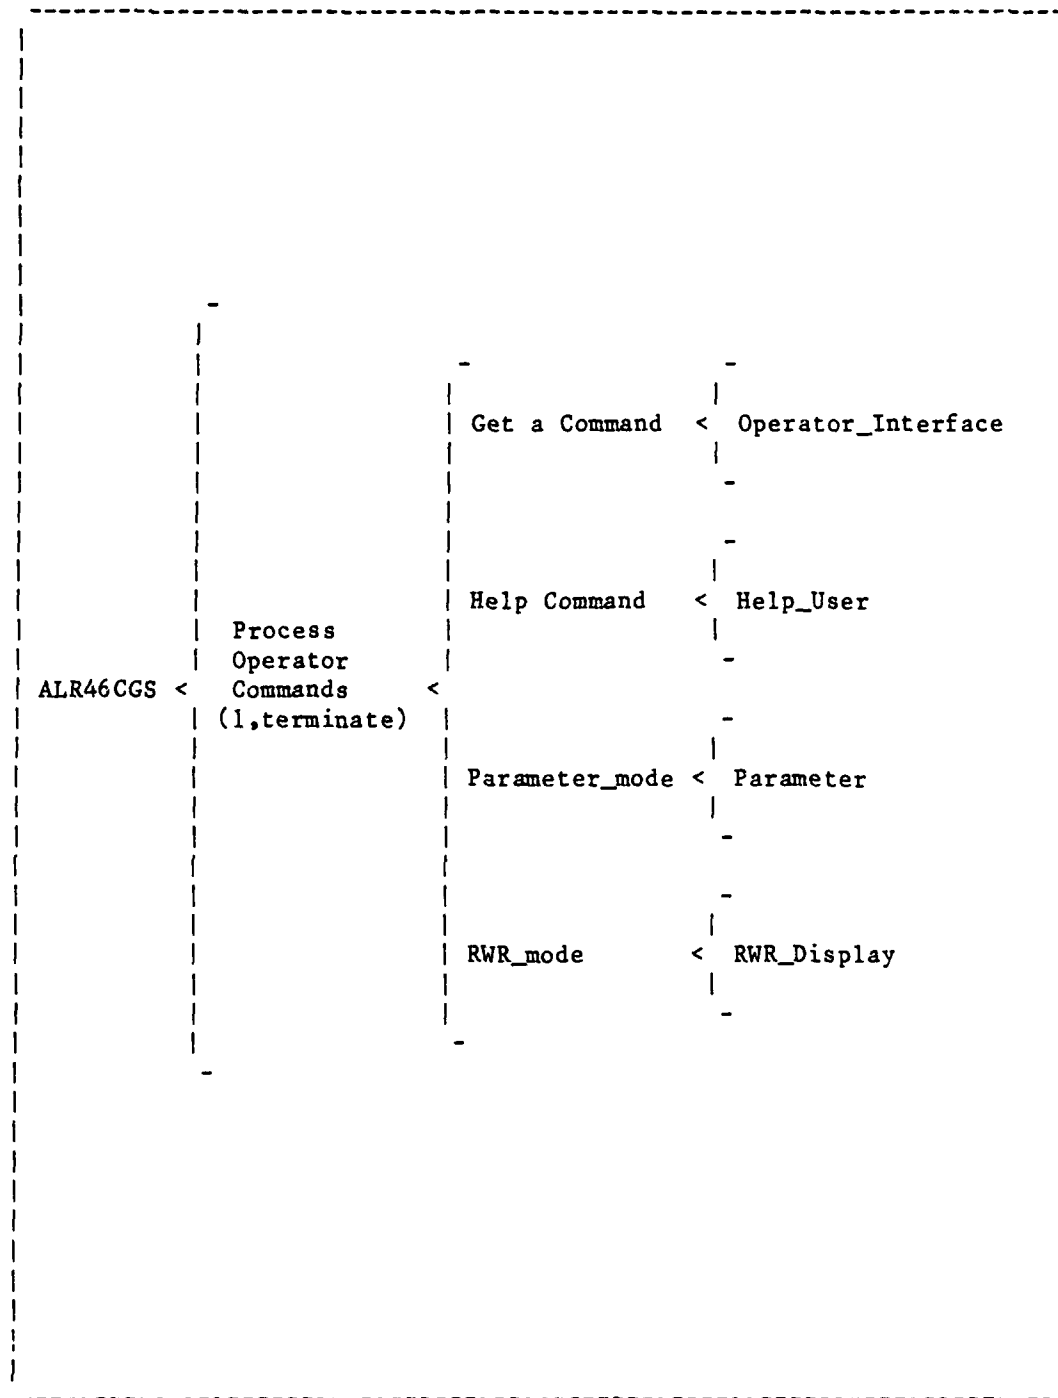 Get a Command < Operator_Interface
Help Command < Help_User
Process
Operator
ALR46CGS < Commands <
(1,terminate)
Parameter_mode < Parameter
RWR_mode < RWR_Display